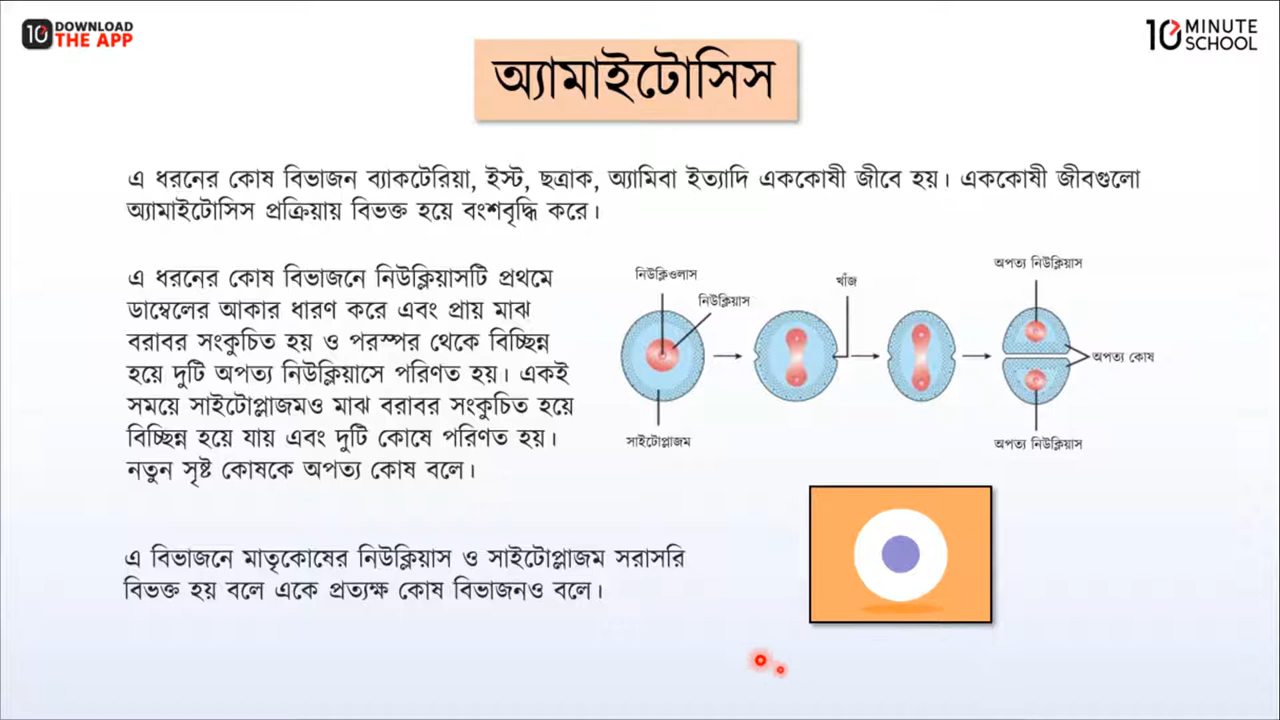 10 DOWNLOAD
THE APP
10 MINUTE
SCHOOL
অ্যামাইটোসিস
এ ধরনের কোষ বিভাজন ব্যাকটেরিয়া, ইস্ট, ছত্রাক, অ্যামিবা ইত্যাদি এককোষী জীবে হয়। এককোষী জীবগুলো
অ্যামাইটোসিস প্রক্রিয়ায় বিভক্ত হয়ে বংশবৃদ্ধি করে।
এ ধরনের কোষ বিভাজনে নিউক্লিয়াসটি প্রথমে
ডাম্বেলের আকার ধারণ করে এবং প্রায় মাঝ
বরাবর সংকুচিত হয় ও পরস্পর থেকে বিচ্ছিন্ন
হয়ে দুটি অপত্য নিউক্লিয়াসে পরিণত হয়। একই
সময়ে সাইটোপ্লাজমও মাঝ বরাবর সংকুচিত হয়ে
বিচ্ছিন্ন হয়ে যায় এবং দুটি কোষে পরিণত হয়।
নতুন সৃষ্ট কোষকে অপত্য কোষ বলে।
নিউক্লিওলাস
নিউক্লিয়াস
খাঁজ
অপত্য নিউক্লিয়াস
অপত্য কোষ
সাইটোপ্লাজম
অপত্য নিউক্লিয়াস
এ বিভাজনে মাতৃকোষের নিউক্লিয়াস ও সাইটোপ্লাজম সরাসরি
বিভক্ত হয় বলে একে প্রত্যক্ষ কোষ বিভাজনও বলে।